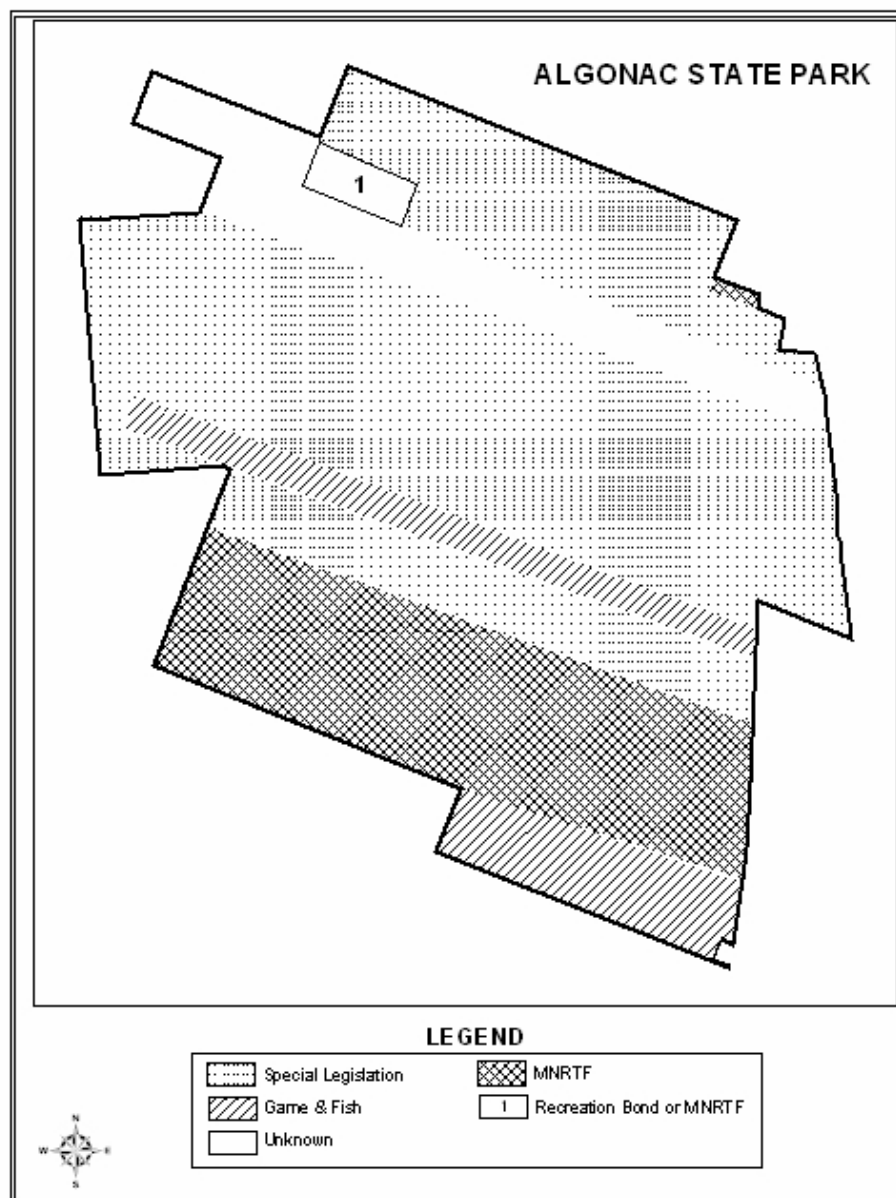 ALGONAC STATE PARK
1
LEGEND
Special Legislation
MNRTF
Game & Fish
1 Recreation Bond or MNRTF
Unknown
N
W E
S